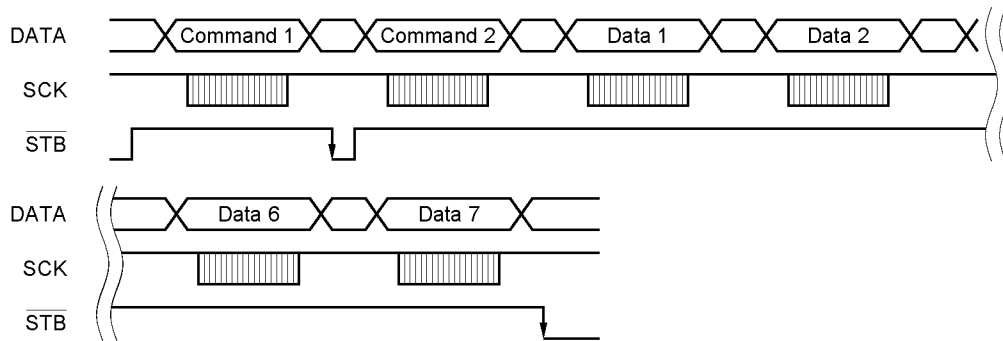 DATA Command 1 Command 2 Data 1 Data 2
SCK
STB
DATA Data 6 Data 7
SCK
STB